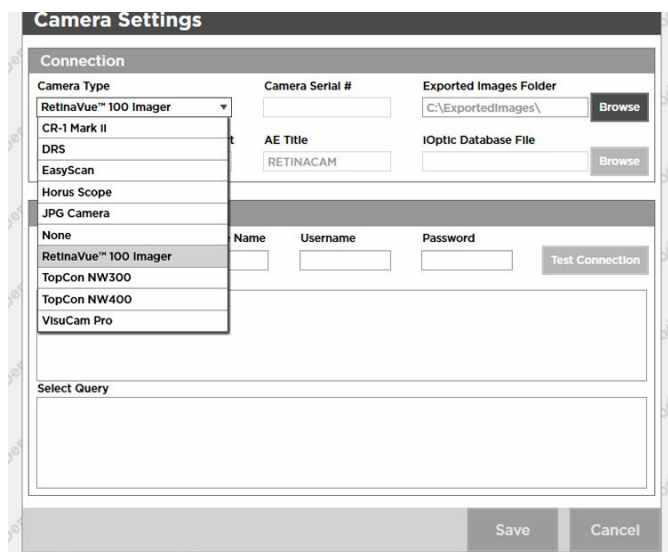 Camera Settings
Connection
Camera Type
Camera Serial #
Exported Images Folder
RetinaVue™ 100 Imager
C:\ExportedImages\
Browse
CR-1 Mark II
DRS
EasyScan
Horus Scope
JPG Camera
None
RetinaVue™ 100 Imager
TopCon NW300
TopCon NW400
VisuCam Pro
AE Title
iOptic Database File
RETINACAM
Browse
Name
Username
Password
Test Connection
Select Query
Save
Cancel